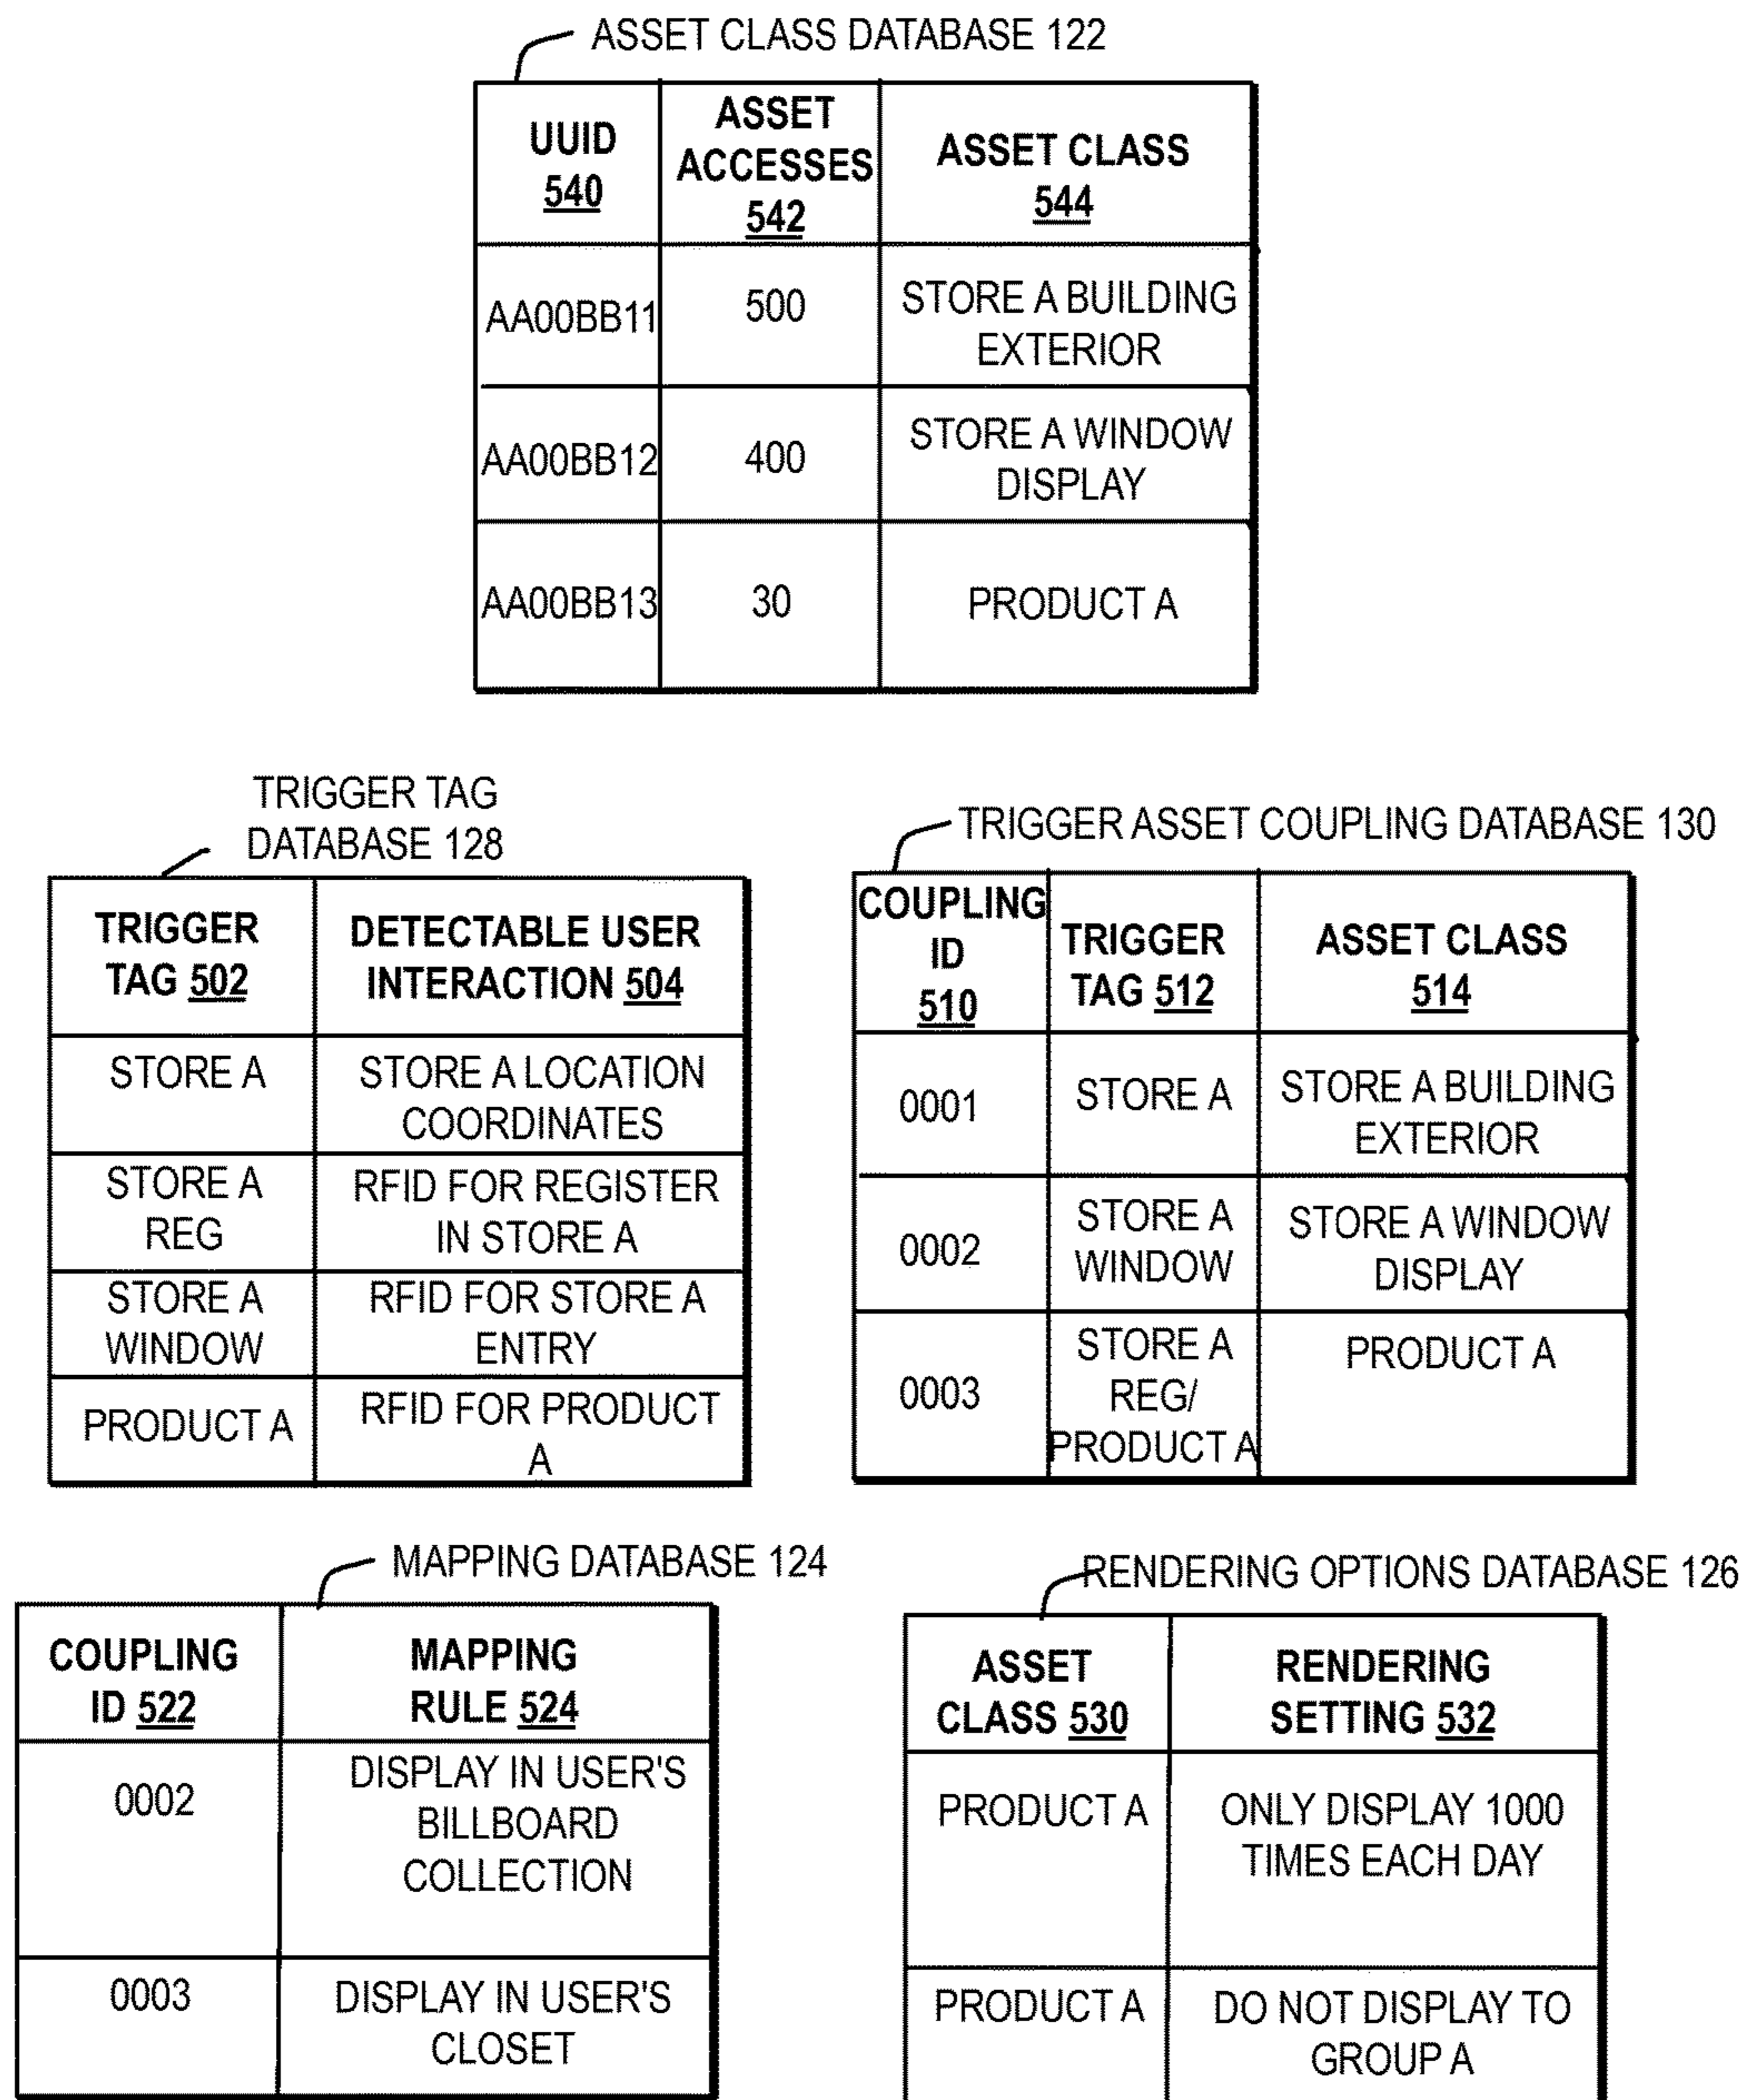 ASSET CLASS DATABASE 122
UUID
540
ASSET
ACCESSES
542
ASSET CLASS
544
AA00BB11
500
STORE A BUILDING
EXTERIOR
AA00BB12
400
STORE A WINDOW
DISPLAY
AA00BB13
30
PRODUCT A
TRIGGER TAG
DATABASE 128
TRIGGER
TAG 502
DETECTABLE USER
INTERACTION 504
STORE A
STORE A LOCATION
COORDINATES
STORE A
REG
RFID FOR REGISTER
IN STORE A
STORE A
WINDOW
RFID FOR STORE A
ENTRY
PRODUCT A
RFID FOR PRODUCT
A
TRIGGER ASSET COUPLING DATABASE 130
COUPLING
ID
510
TRIGGER
TAG 512
ASSET CLASS
514
0001
STORE A
STORE A BUILDING
EXTERIOR
0002
STORE A
WINDOW
STORE A WINDOW
DISPLAY
0003
STORE A
REG/
PRODUCT A
PRODUCT A
MAPPING DATABASE 124
COUPLING
ID 522
MAPPING
RULE 524
0002
DISPLAY IN USER'S
BILLBOARD
COLLECTION
0003
DISPLAY IN USER'S
CLOSET
RENDERING OPTIONS DATABASE 126
ASSET
CLASS 530
RENDERING
SETTING 532
PRODUCT A
ONLY DISPLAY 1000
TIMES EACH DAY
PRODUCT A
DO NOT DISPLAY TO
GROUP A